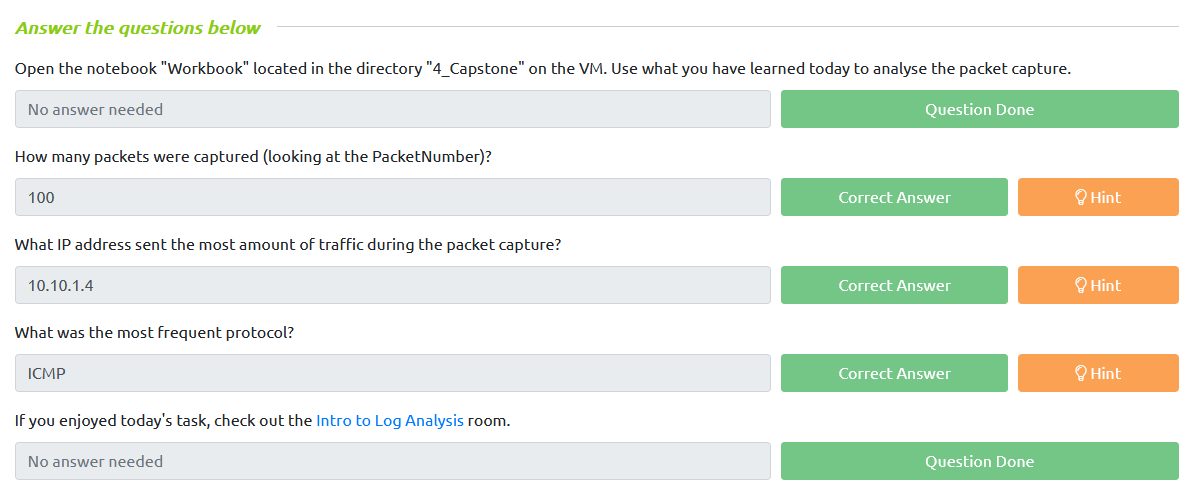 Answer the questions below
Open the notebook "Workbook" located in the directory "4_Capstone" on the VM. Use what you have learned today to analyse the packet capture.
No answer needed
Question Done
How many packets were captured (looking at the PacketNumber)?
100
Correct Answer
Hint
What IP address sent the most amount of traffic during the packet capture?
10.10.1.4
Correct Answer
Hint
What was the most frequent protocol?
ICMP
Correct Answer
Hint
If you enjoyed today's task, check out the Intro to Log Analysis room.
No answer needed
Question Done